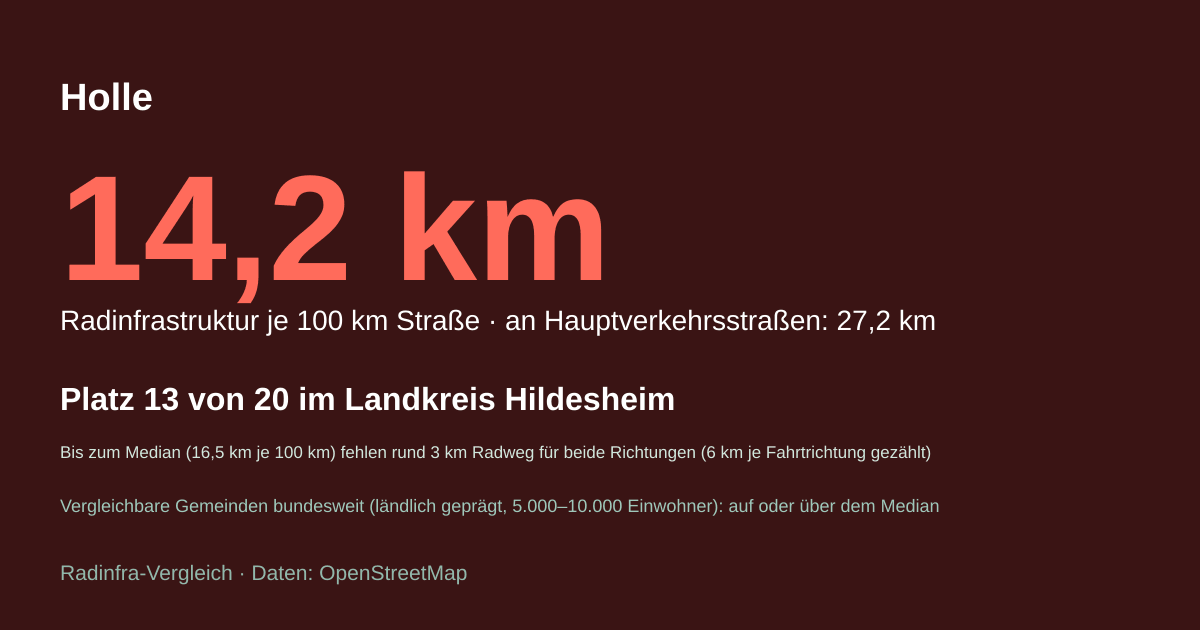 Holle
14,2 km
Radinfrastruktur je 100 km Straße · an Hauptverkehrsstraßen: 27,2 km
Platz 13 von 20 im Landkreis Hildesheim
Bis zum Median (16,5 km je 100 km) fehlen rund 3 km Radweg für beide Richtungen (6 km je Fahrtrichtung gezählt)
Vergleichbare Gemeinden bundesweit (ländlich geprägt, 5.000–10.000 Einwohner): auf oder über dem Median
Radinfra-Vergleich · Daten: OpenStreetMap